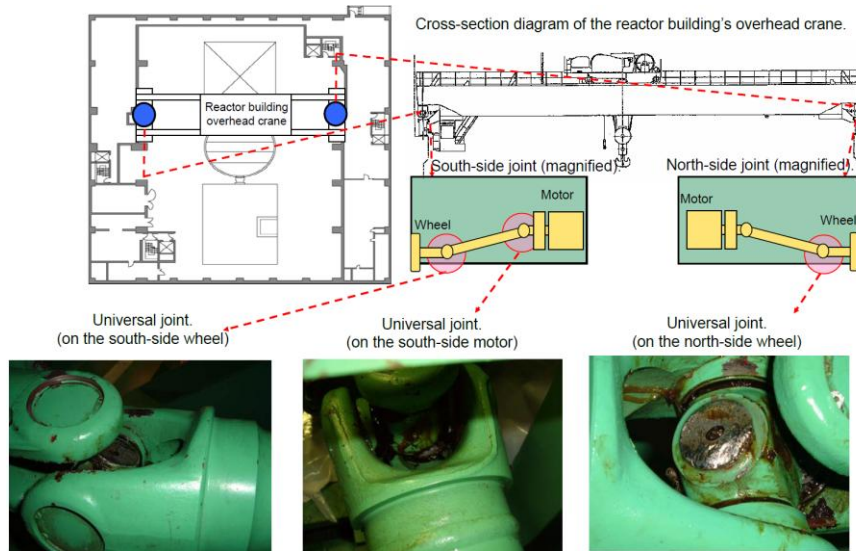 Cross-section diagram of the reactor building's overhead crane.
Reactor building
overhead crane
South-side joint (magnified).
North-side joint (magnified).
Motor
Wheel
Motor
Wheel
Universal joint.
(on the south-side wheel)
Universal joint.
(on the south-side motor)
Universal joint.
(on the north-side wheel)